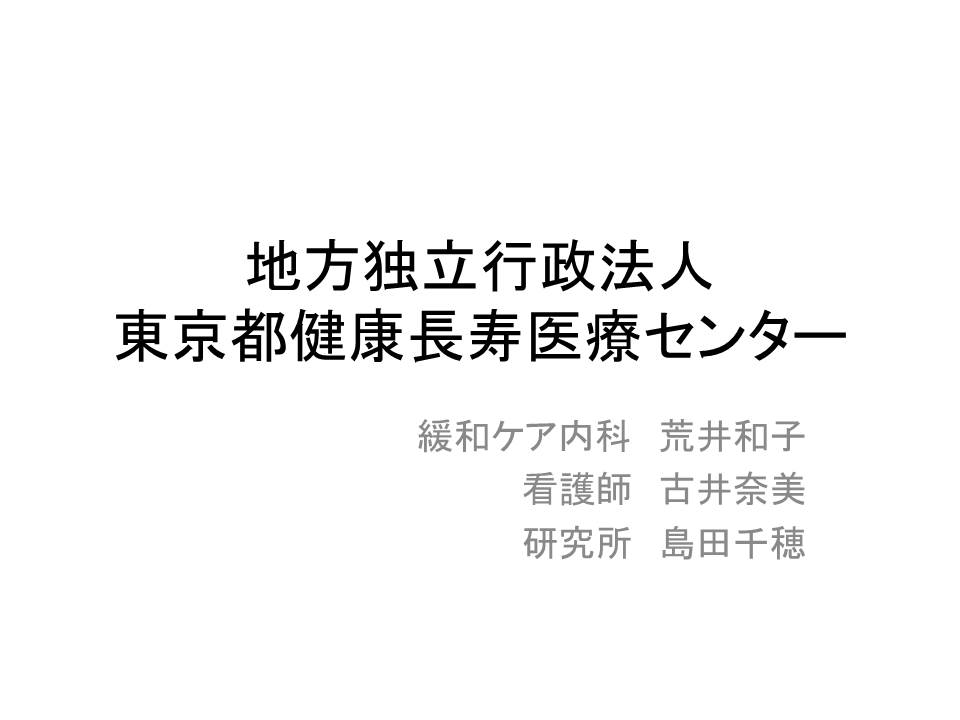 地方独立行政法人
東京都健康長寿医療センター
緩和ケア内科　荒井和子
看護師　古井奈美
研究所　島田千穂